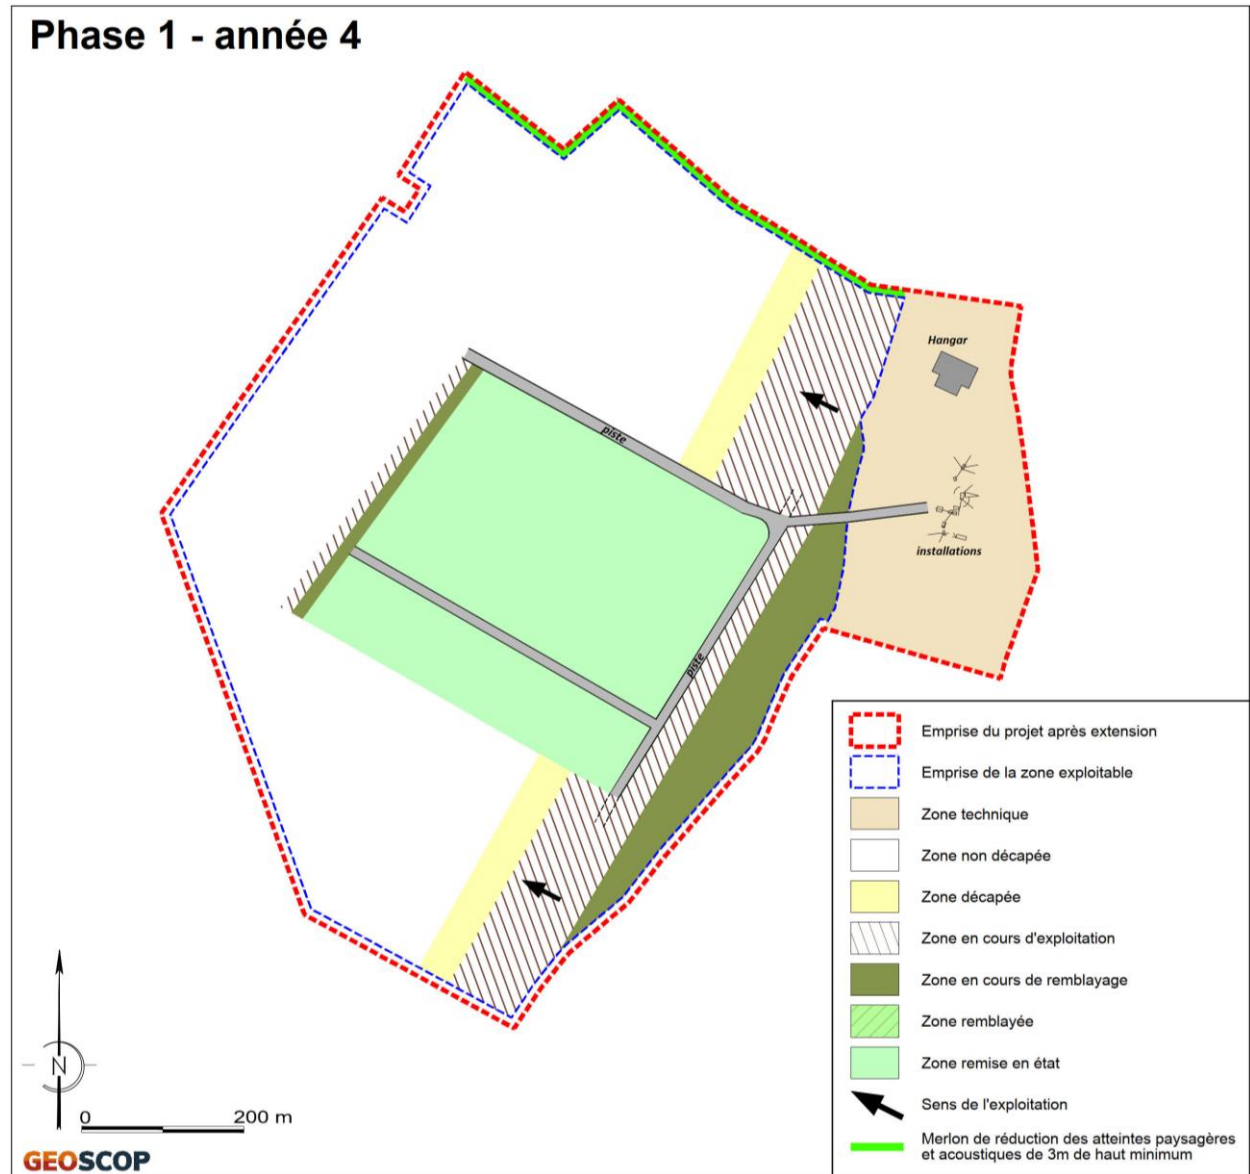 Phase 1 - année 4
Hangar
piste
installations
piste
Emprise du projet après extension
Emprise de la zone exploitable
Zone technique
Zone non décapée
Zone décapée
Zone en cours d'exploitation
Zone en cours de remblayage
Zone remblayée
Zone remise en état
Sens de l'exploitation
Merlon de réduction des atteintes paysagères
et acoustiques de 3m de haut minimum
N
0 200 m
GEOSCOP